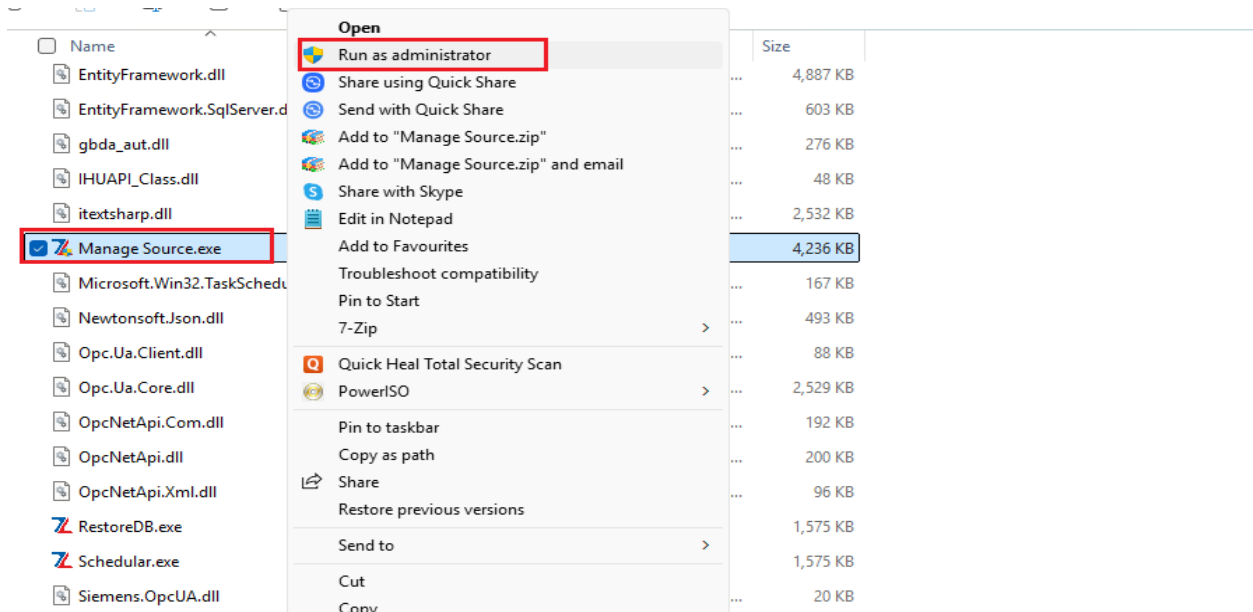 Name Size
EntityFramework.dll ... 4,887 KB
EntityFramework.SqlServer.d ... 603 KB
gbda_aut.dll ... 276 KB
IHUAPI_Class.dll ... 48 KB
itextsharp.dll ... 2,532 KB
Manage Source.exe 4,236 KB
Microsoft.Win32.TaskSchedu ... 167 KB
Newtonsoft.Json.dll ... 493 KB
Opc.Ua.Client.dll ... 88 KB
Opc.Ua.Core.dll ... 2,529 KB
OpcNetApi.Com.dll ... 192 KB
OpcNetApi.dll ... 200 KB
OpcNetApi.Xml.dll ... 96 KB
RestoreDB.exe 1,575 KB
Schedular.exe 1,575 KB
Siemens.OpcUA.dll ... 20 KB
Open
Run as administrator
Share using Quick Share
Send with Quick Share
Add to "Manage Source.zip"
Add to "Manage Source.zip" and email
Share with Skype
Edit in Notepad
Add to Favourites
Troubleshoot compatibility
Pin to Start
7-Zip
Quick Heal Total Security Scan
PowerISO
Pin to taskbar
Copy as path
Share
Restore previous versions
Send to
Cut
Copy